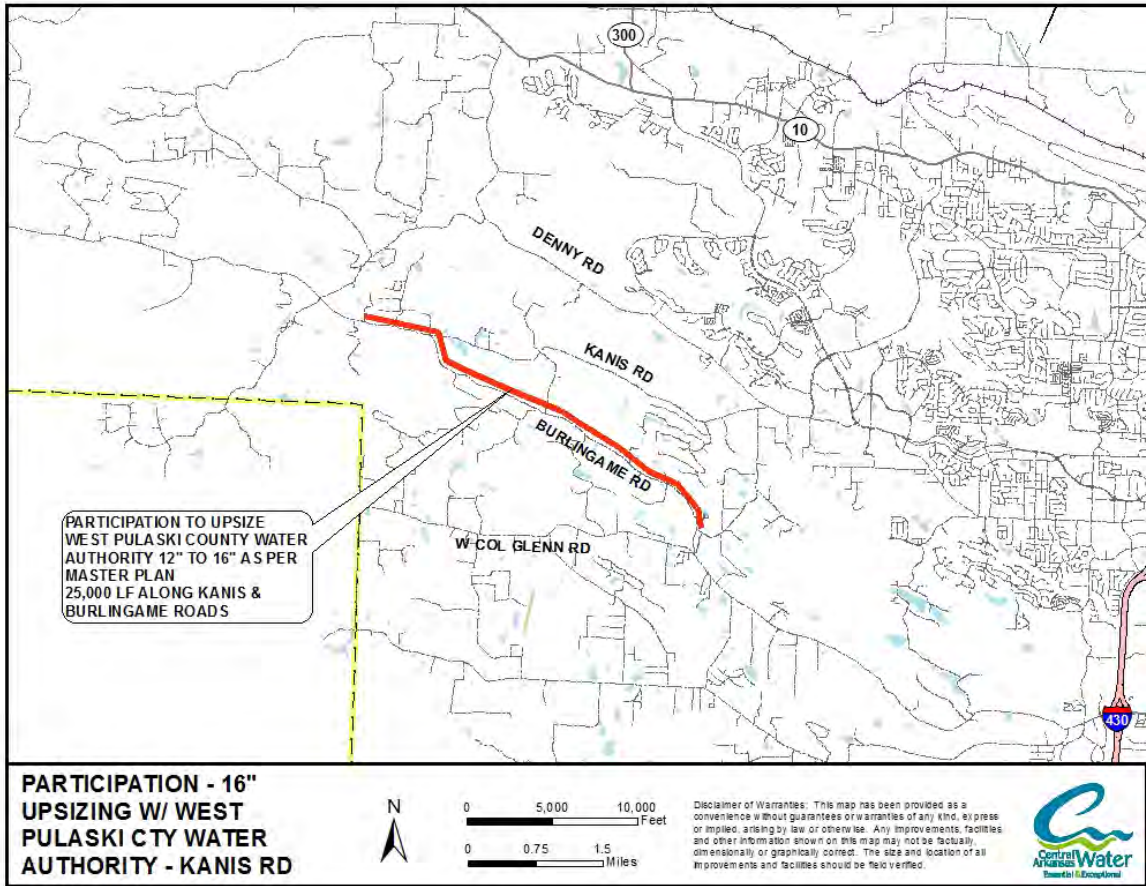 300
10
DENNY RD
KANIS RD
BURLINGAME RD
W COL GLENN RD
PARTICIPATION TO UPSIZE
WEST PULASKI COUNTY WATER
AUTHORITY 12" TO 16" AS PER
MASTER PLAN
25,000 LF ALONG KANIS &
BURLINGAME ROADS
430
PARTICIPATION - 16"
UPSIZING W/ WEST
PULASKI CTY WATER
AUTHORITY - KANIS RD
N
0 5,000 10,000
Feet
0 0.75 1.5
Miles
Disclaimer of Warranties: This map has been provided as a
convenience without guarantees or warranties of any kind, express
or implied, arising by law or otherwise. Any improvements, facilities
and other information shown on this map may not be factually,
dimensionally or graphically correct. The size and location of all
improvements and facilities should be field verified.
Central
Arkansas Water
Essential & Exceptional